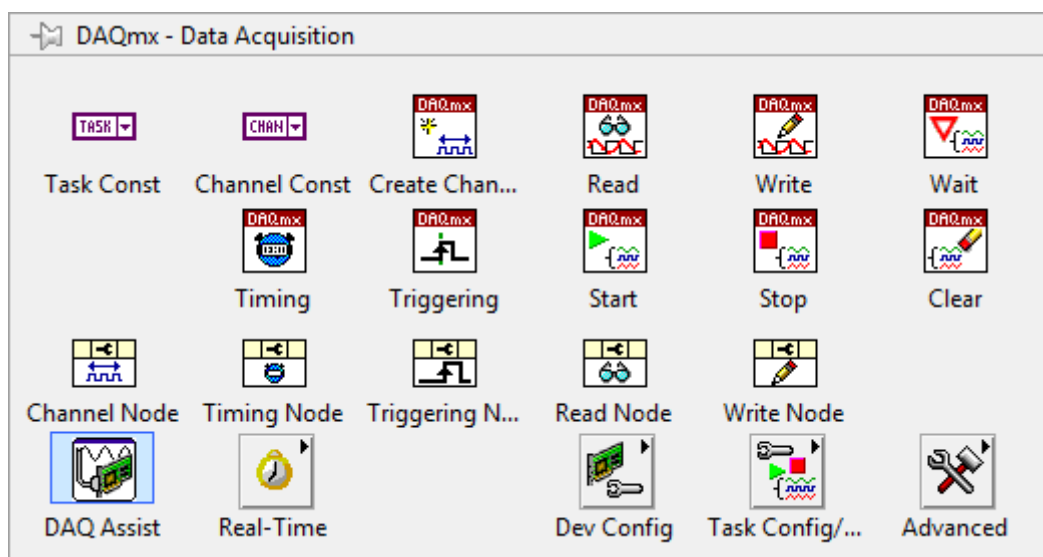 DAQmx - Data Acquisition
TASK CHAN DAQmx DAQmx DAQmx DAQmx
Task Const Channel Const Create Chan... Read Write Wait
DAQmx DAQmx DAQmx DAQmx DAQmx
Timing Triggering Start Stop Clear
Channel Node Timing Node Triggering N... Read Node Write Node
DAQ Assist Real-Time Dev Config Task Config/... Advanced